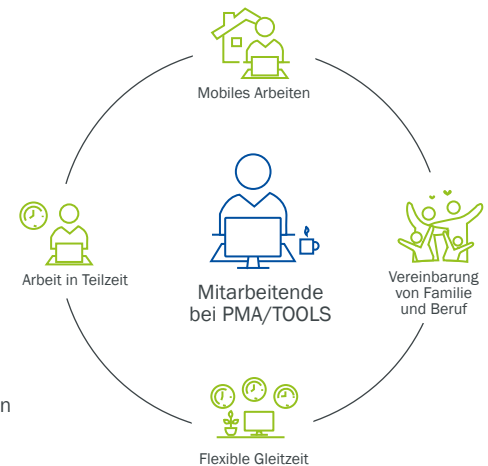 Mobiles Arbeiten
Arbeit in Teilzeit
Mitarbeitende
bei PMA/TOOLS
Vereinbarung
von Familie
und Beruf
n
Flexible Gleitzeit